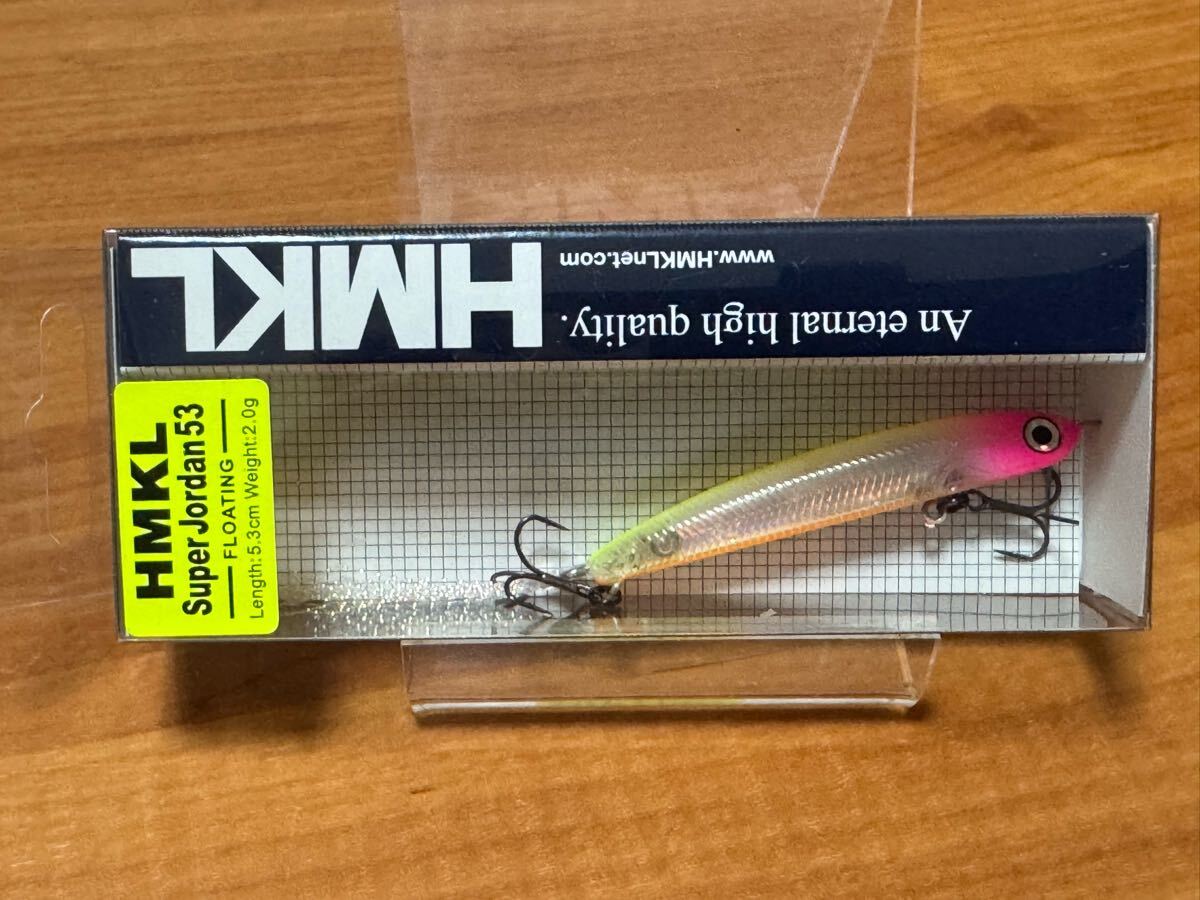 HMKL
An eternal high quality.
www.HMKLnet.com
HMKL
Super Jordan 53
FLOATING
Length:5.3cm Weight:2.0g